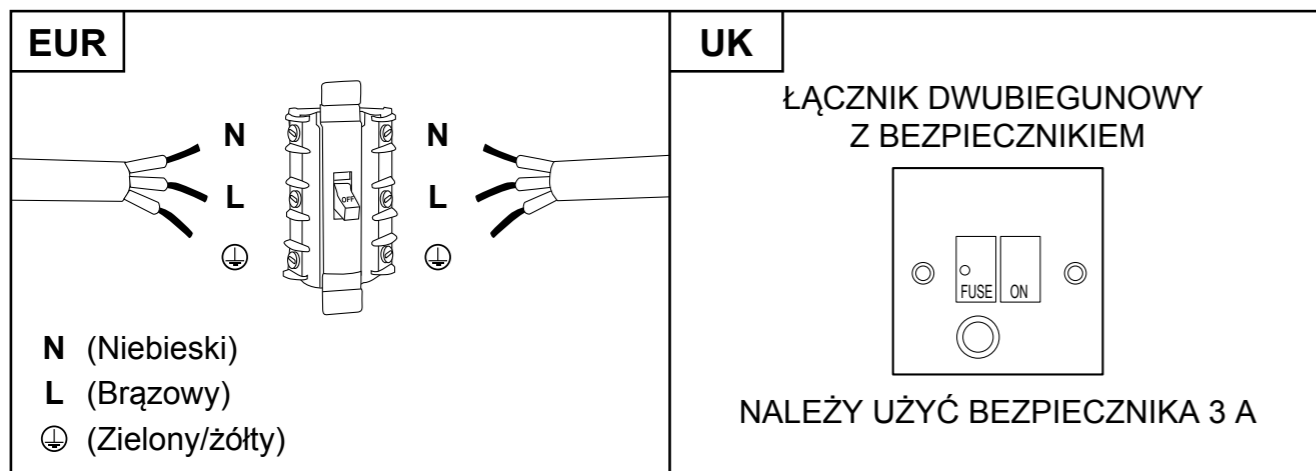 EUR
N
L
OFF
N
L
N (Niebieski)
L (Brązowy)
(Zielony/żółty)
UK
ŁĄCZNIK DWUBIEGUNOWY
Z BEZPIECZNIKIEM
FUSE ON
NALEŻY UŻYĆ BEZPIECZNIKA 3 A